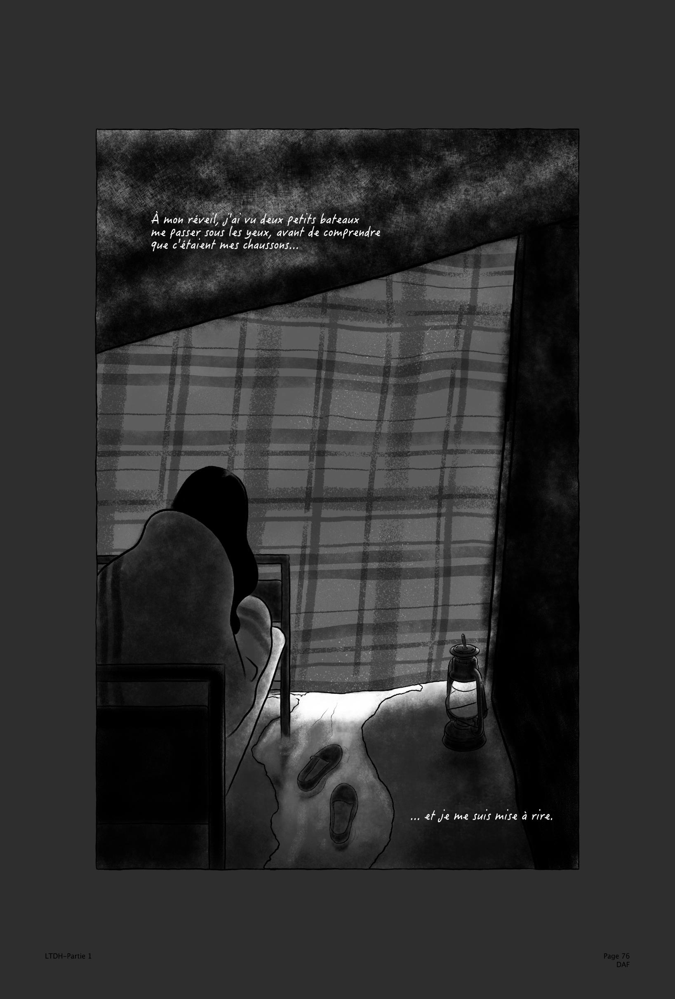 À mon réveil, j'ai vu deux petits bateaux
me passer sous les yeux, avant de comprendre
que c'étaient mes chaussons...
... et je me suis mise à rire.
LTDH-Partie 1
Page 76
DAF